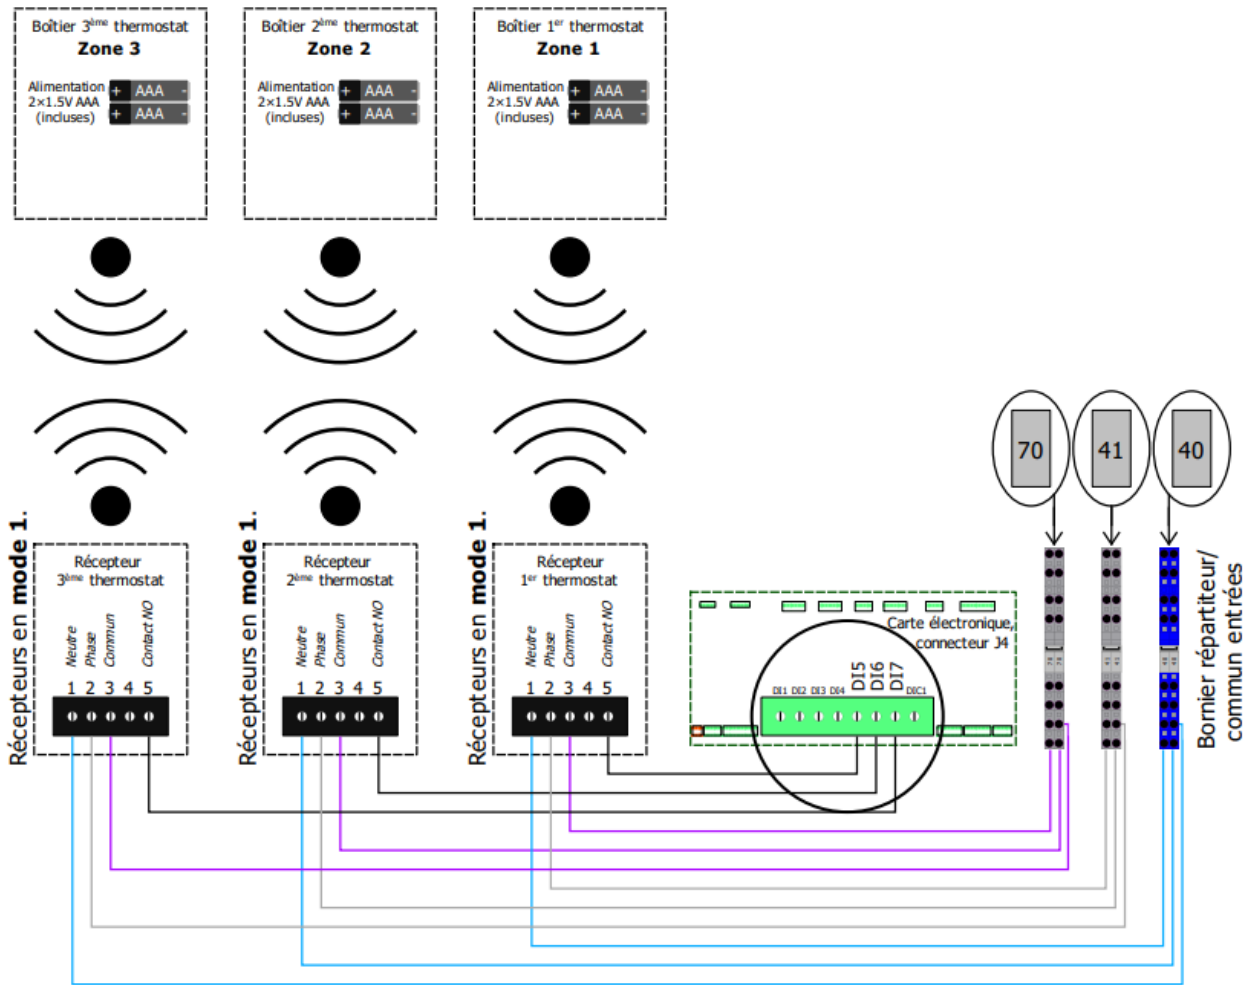 Boîtier 3ème thermostat
Zone 3
Alimentation
2×1.5V AAA
(incluses)
+ AAA -
+ AAA -
Boîtier 2ème thermostat
Zone 2
Alimentation
2×1.5V AAA
(incluses)
+ AAA -
+ AAA -
Boîtier 1er thermostat
Zone 1
Alimentation
2×1.5V AAA
(incluses)
+ AAA -
+ AAA -
70
41
40
Récepteurs en mode 1.
Récepteur
3ème thermostat
Neutre
Phase
Commun
Contact NO
1 2 3 4 5
Récepteurs en mode 1.
Récepteur
2ème thermostat
Neutre
Phase
Commun
Contact NO
1 2 3 4 5
Récepteurs en mode 1.
Récepteur
1er thermostat
Neutre
Phase
Commun
Contact NO
1 2 3 4 5
Carte électronique,
connecteur J4
DI1 DI2 DI3 DI4 DI5 DI6 DI7 DIC1
Bornier répartiteur/
commun entrées